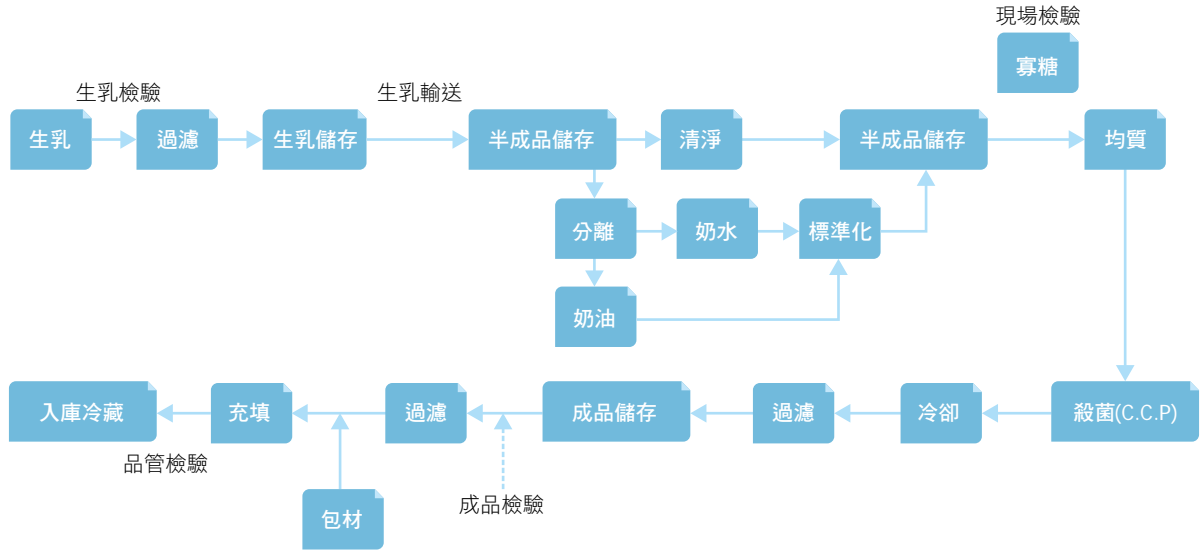 現場檢驗
寡糖
生乳檢驗
生乳輸送
生乳
過濾
生乳儲存
半成品儲存
清淨
半成品儲存
均質
分離
奶水
標準化
奶油
入庫冷藏
充填
過濾
成品儲存
過濾
冷卻
殺菌(C.C.P)
品管檢驗
成品檢驗
包材